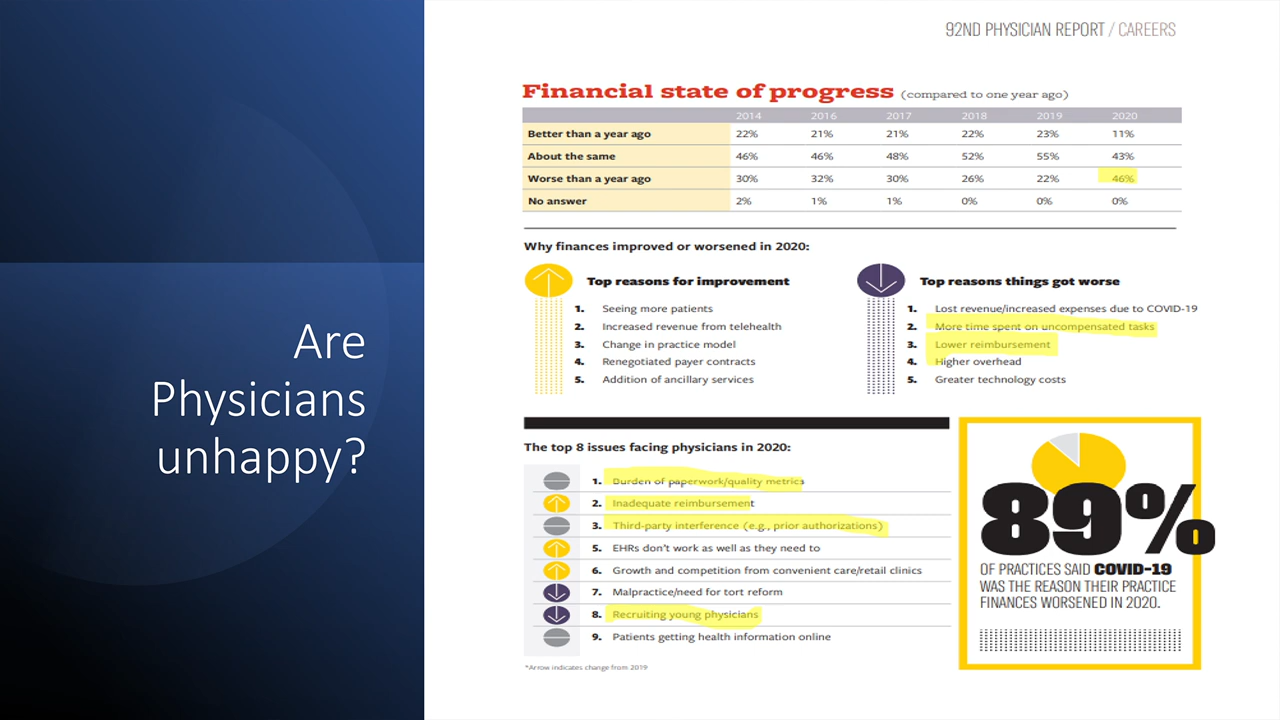 Are
Physicians
unhappy?
92ND PHYSICIAN REPORT / CAREERS
Financial state of progress (compared to one year ago)
2014 2016 2017 2018 2019 2020
Better than a year ago 22% 21% 21% 22% 23% 11%
About the same 46% 46% 48% 52% 55% 43%
Worse than a year ago 30% 32% 30% 26% 22% 46%
No answer 2% 1% 1% 0% 0% 0%
Why finances improved or worsened in 2020:
Top reasons for improvement
1. Seeing more patients
2. Increased revenue from telehealth
3. Change in practice model
4. Renegotiated payer contracts
5. Addition of ancillary services
Top reasons things got worse
1. Lost revenue/increased expenses due to COVID-19
2. More time spent on uncompensated tasks
3. Lower reimbursement
4. Higher overhead
5. Greater technology costs
The top 8 issues facing physicians in 2020:
1. Burden of paperwork/quality metrics
2. Inadequate reimbursement
3. Third-party interference (e.g., prior authorizations)
5. EHRs don't work as well as they need to
6. Growth and competition from convenient care/retail clinics
7. Malpractice/need for tort reform
8. Recruiting young physicians
9. Patients getting health information online
*Arrow indicates change from 2019
89%
OF PRACTICES SAID COVID-19
WAS THE REASON THEIR PRACTICE
FINANCES WORSENED IN 2020.